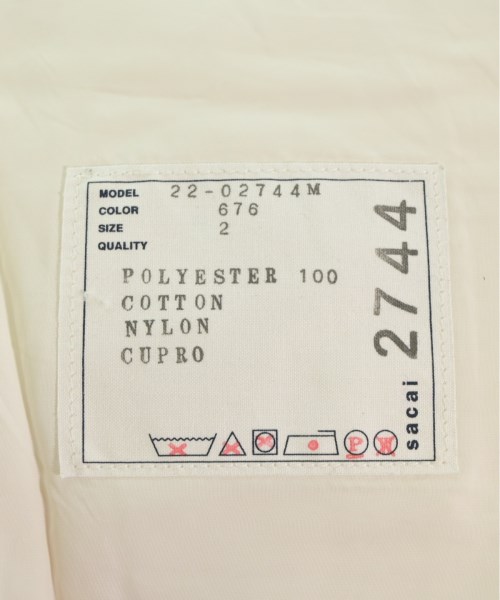 MODEL 22-02744M
COLOR 676
SIZE 2
QUALITY
POLYESTER 100
COTTON
NYLON
CUPRO
P W
sacai 2744